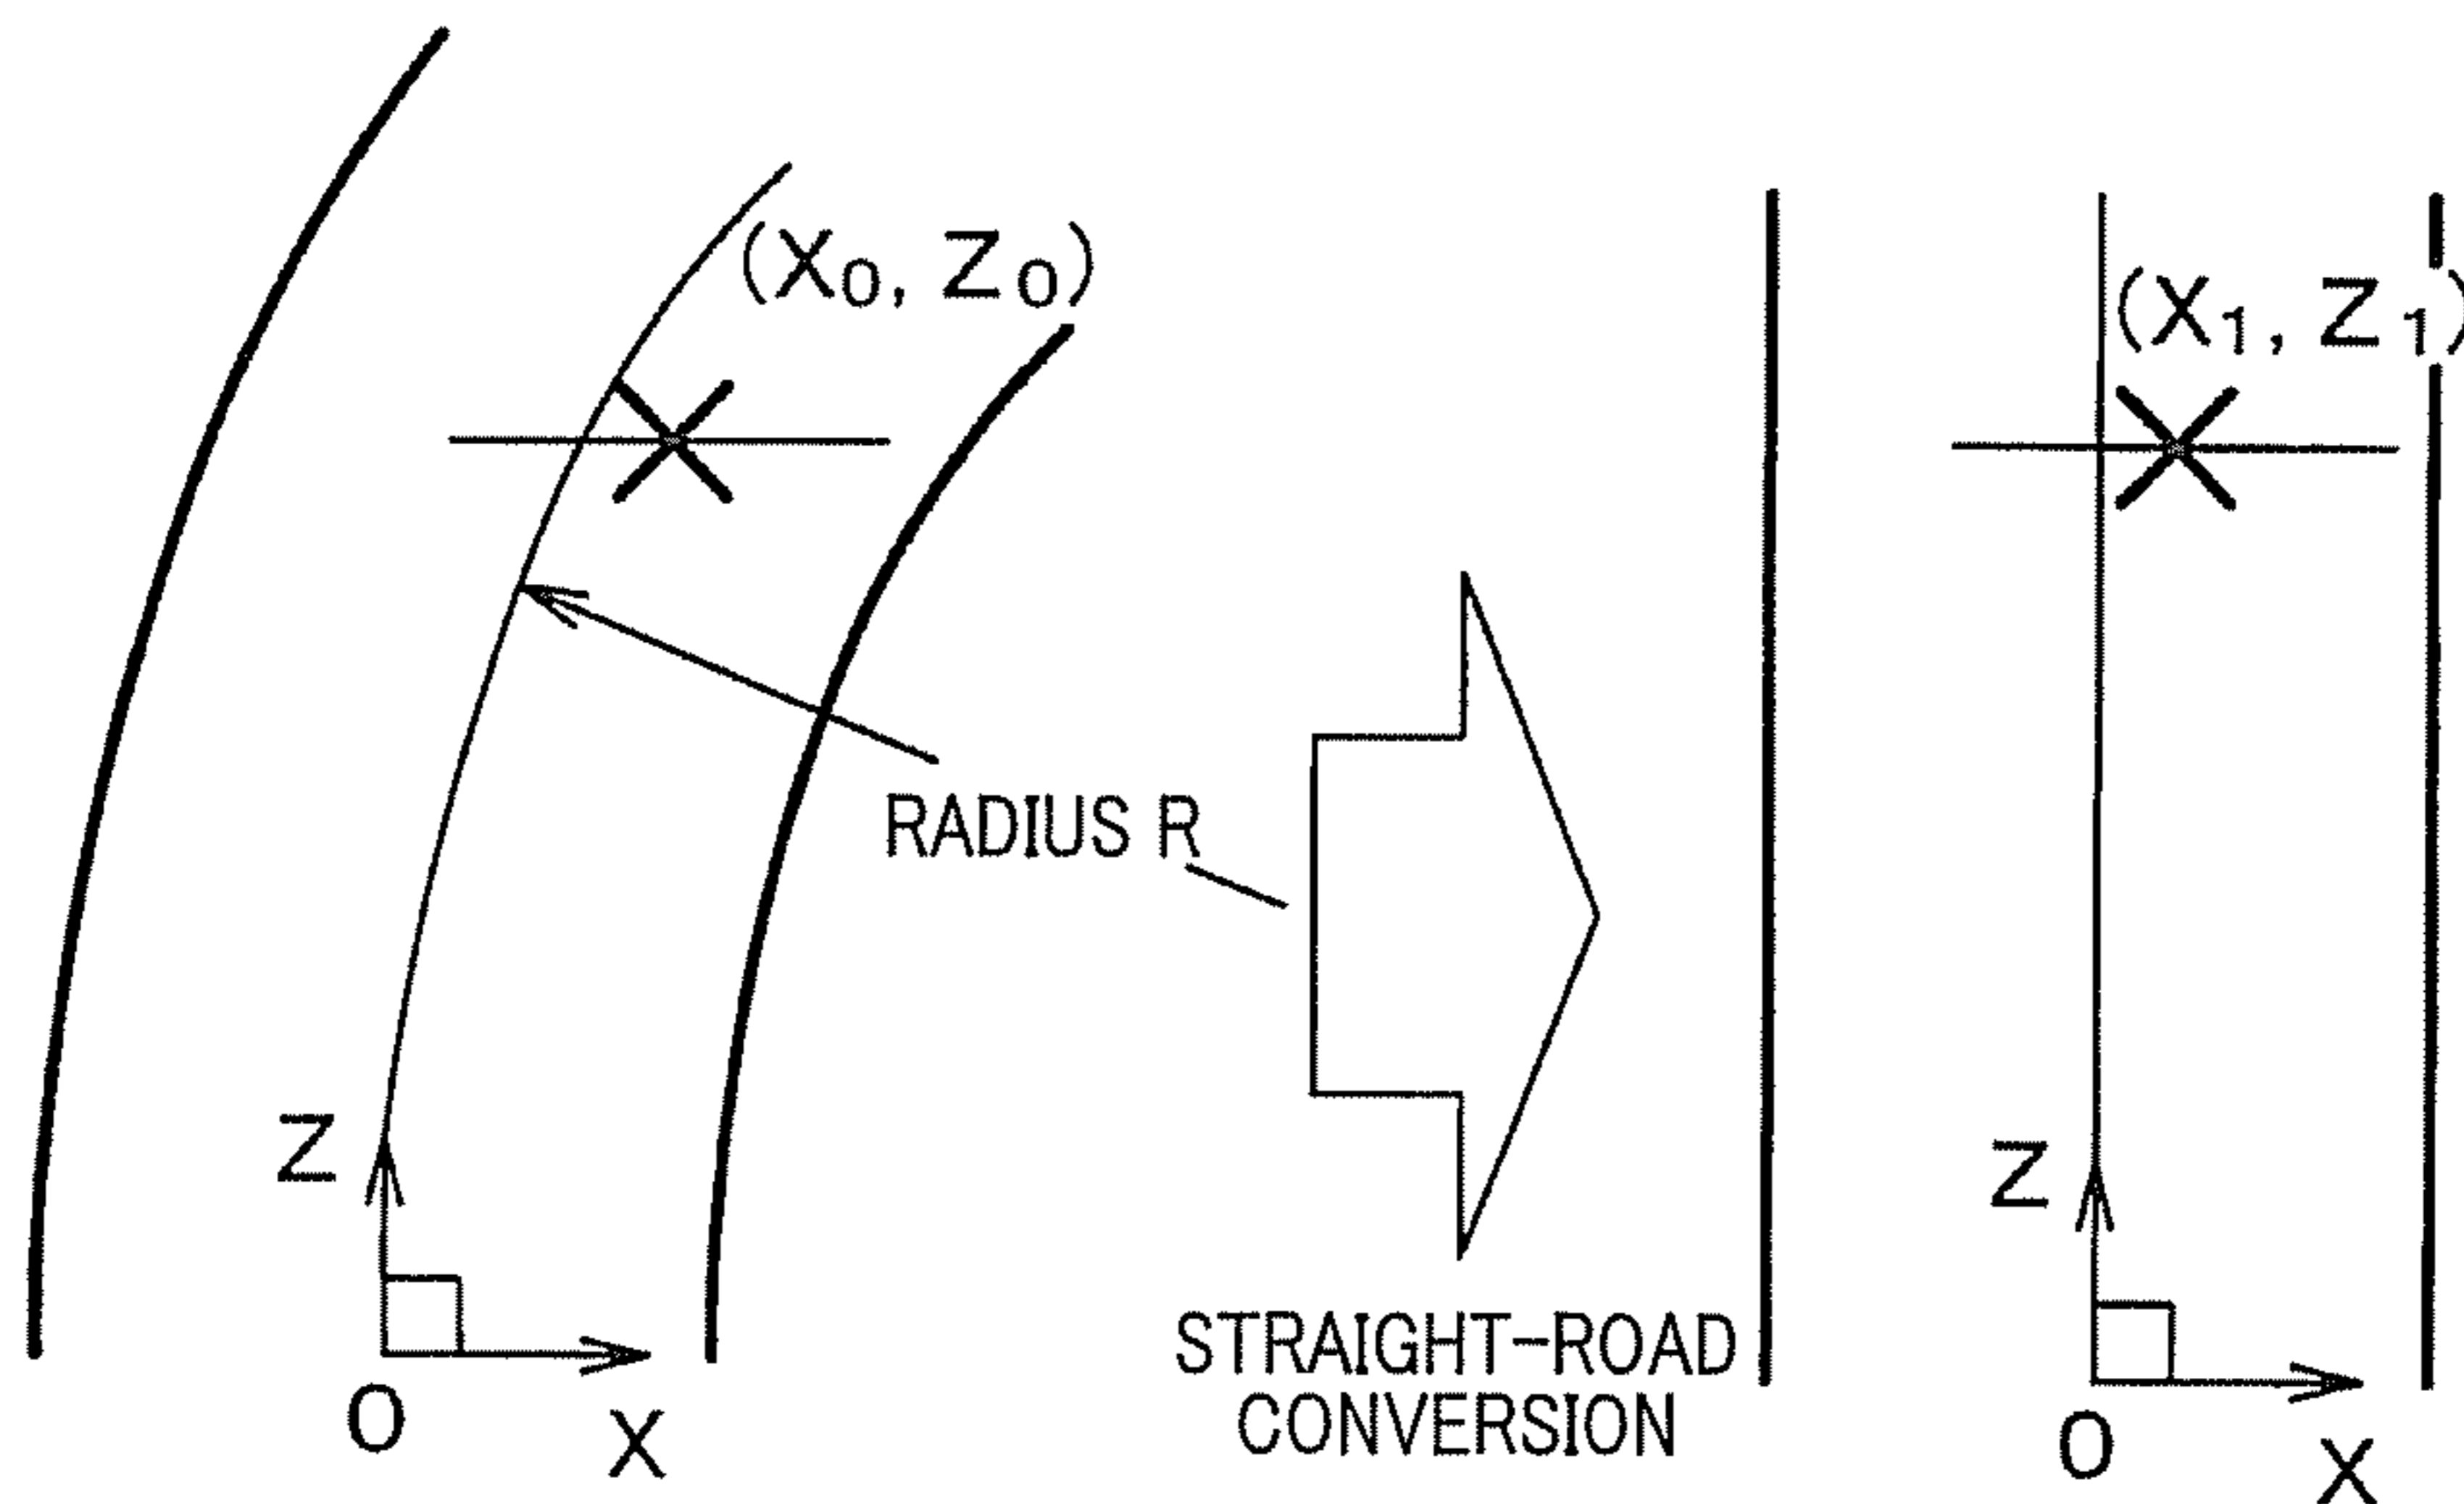 (X₀, Z₀)
RADIUS R
Z
O
X
STRAIGHT-ROAD
CONVERSION
(X₁, Z₁)
Z
O
X